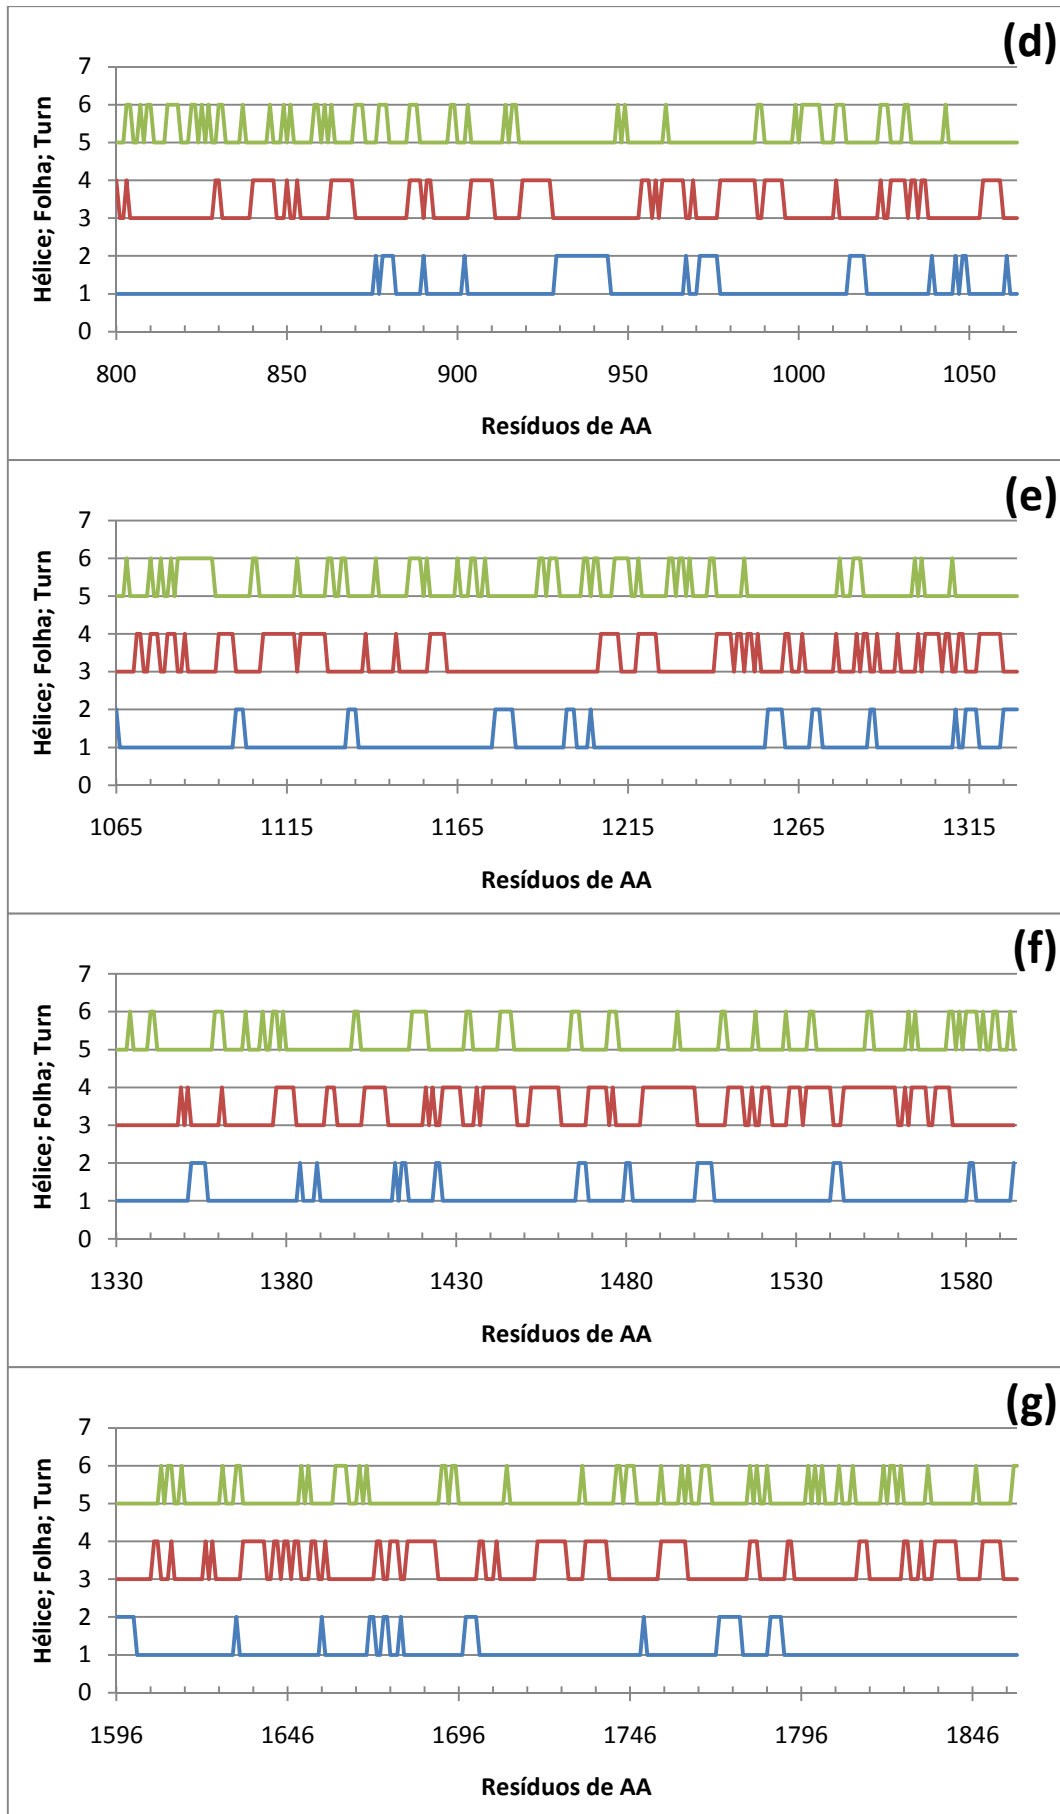 (d)
7
6
5
4
3
2
1
0
Hélice; Folha; Turn
800 850 900 950 1000 1050
Resíduos de AA
(e)
7
6
5
4
3
2
1
0
Hélice; Folha; Turn
1065 1115 1165 1215 1265 1315
Resíduos de AA
(f)
7
6
5
4
3
2
1
0
Hélice; Folha; Turn
1330 1380 1430 1480 1530 1580
Resíduos de AA
(g)
7
6
5
4
3
2
1
0
Hélice; Folha; Turn
1596 1646 1696 1746 1796 1846
Resíduos de AA